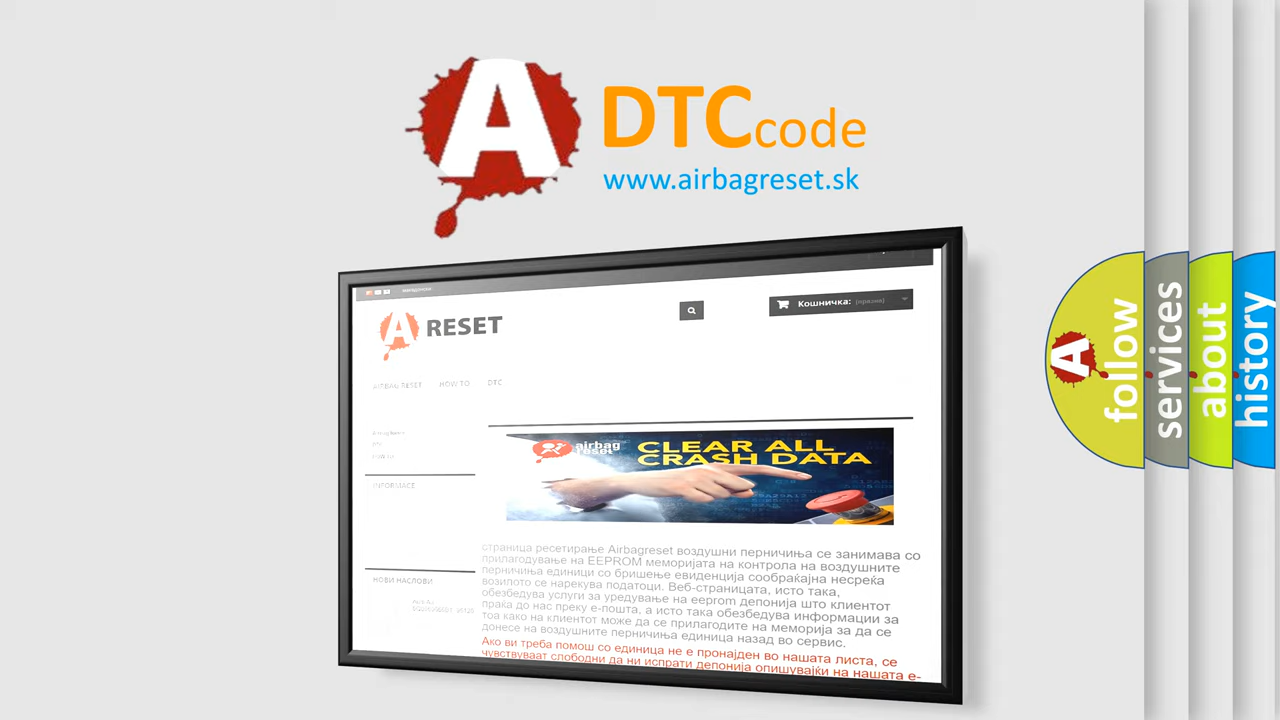 A
DTC code
www.airbagreset.sk
A RESET
Кошничка: (празни)
AIRBAG RESET HOW TO DTC
airbag
reset
CLEAR ALL
CRASH DATA
INFORMACE
НОВИ НАСЛОВИ
страница ресетирање Airbagreset воздушни перничиња се занимава со
прилагодување на EEPROM меморијата на контрола на воздушните
перничиња единици со бришење евиденција сообраќајна несреќа
возилото се нарекува податоци. Веб-страницата, исто така,
обезбедува услуги за уредување на eeprom депонија што клиентот
праќа до нас преку е-пошта, а исто така обезбедува информации за
тоа како на клиентот може да се прилагодите на меморија за да се
донесе на воздушните перничиња единица назад во сервис.
Ако ви треба помош со единица не е пронајден во нашата листа, се
чувствуваат слободни да ни испрати депонија опишувајќи на нашата е-
A
follow
services
about
history